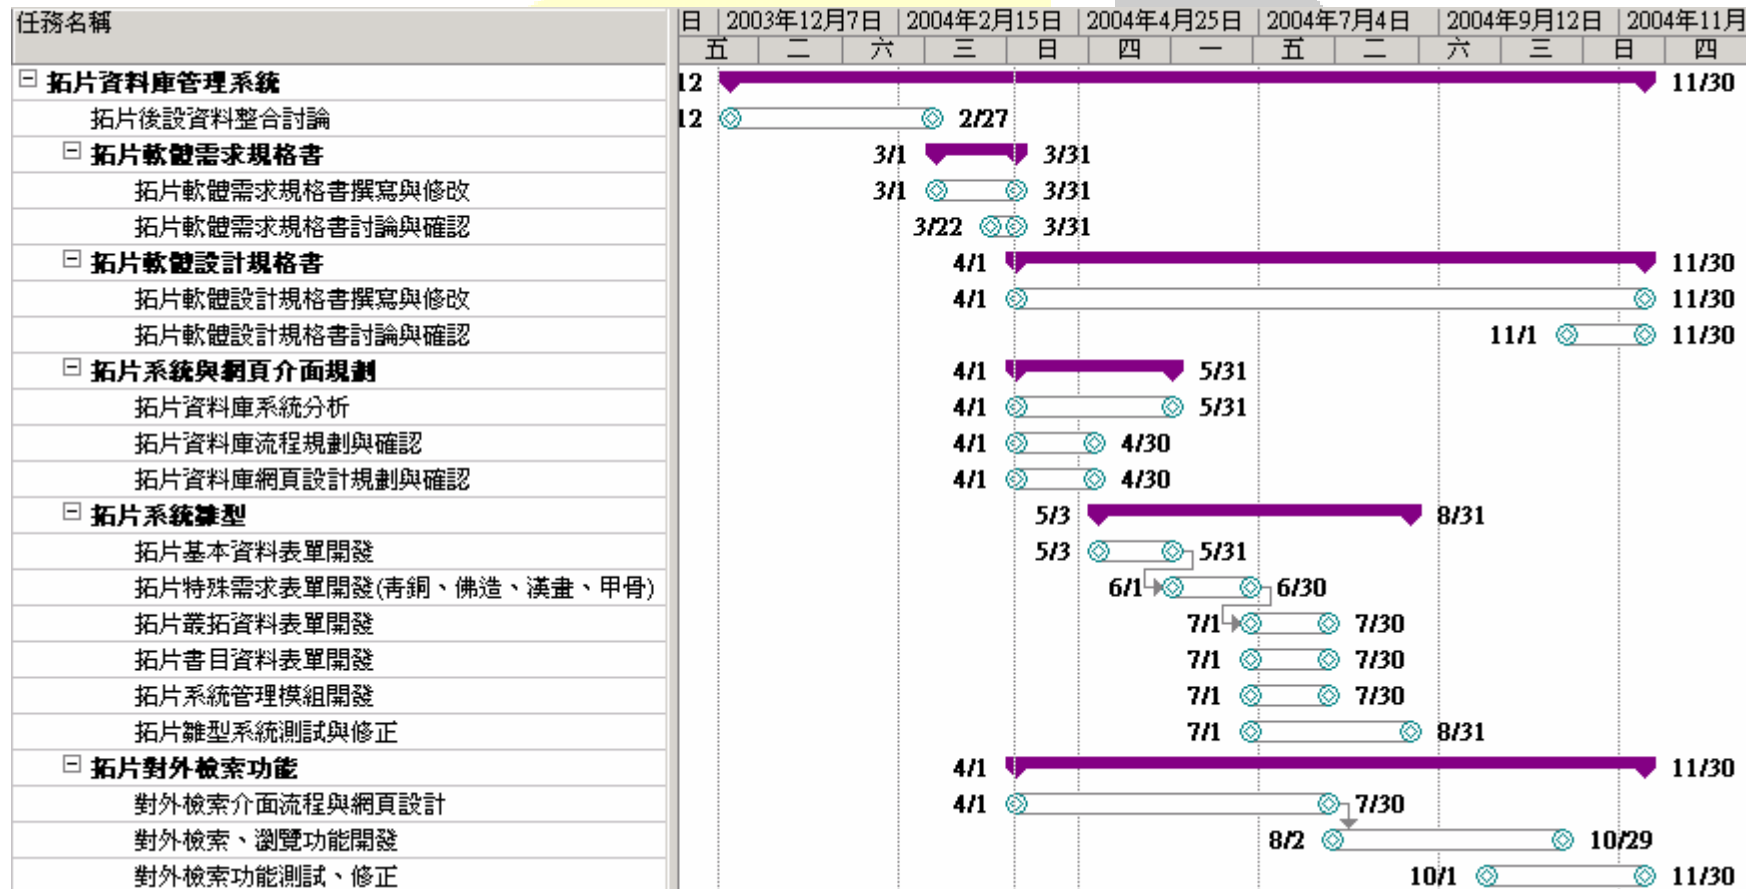 任務名稱 日 2003年12月7日 2004年2月15日 2004年4月25日 2004年7月4日 2004年9月12日 2004年11月
五 二 六 三 日 四 一 五 二 六 三 日 四
拓片資料庫管理系統 12 11/30
拓片後設資料整合討論 12 2/27
拓片軟體需求規格書 3/1 3/31
拓片軟體需求規格書撰寫與修改 3/1 3/31
拓片軟體需求規格書討論與確認 3/22 3/31
拓片軟體設計規格書 4/1 11/30
拓片軟體設計規格書撰寫與修改 4/1 11/30
拓片軟體設計規格書討論與確認 11/1 11/30
拓片系統與網頁介面規劃 4/1 5/31
拓片資料庫系統分析 4/1 5/31
拓片資料庫流程規劃與確認 4/1 4/30
拓片資料庫網頁設計規劃與確認 4/1 4/30
拓片系統雛型 5/3 8/31
拓片基本資料表單開發 5/3 5/31
拓片特殊需求表單開發(青銅、佛造、漢畫、甲骨) 6/1 6/30
拓片叢拓資料表單開發 7/1 7/30
拓片書目資料表單開發 7/1 7/30
拓片系統管理模組開發 7/1 7/30
拓片雛型系統測試與修正 7/1 8/31
拓片對外檢索功能 4/1 11/30
對外檢索介面流程與網頁設計 4/1 7/30
對外檢索、瀏覽功能開發 8/2 10/29
對外檢索功能測試、修正 10/1 11/30